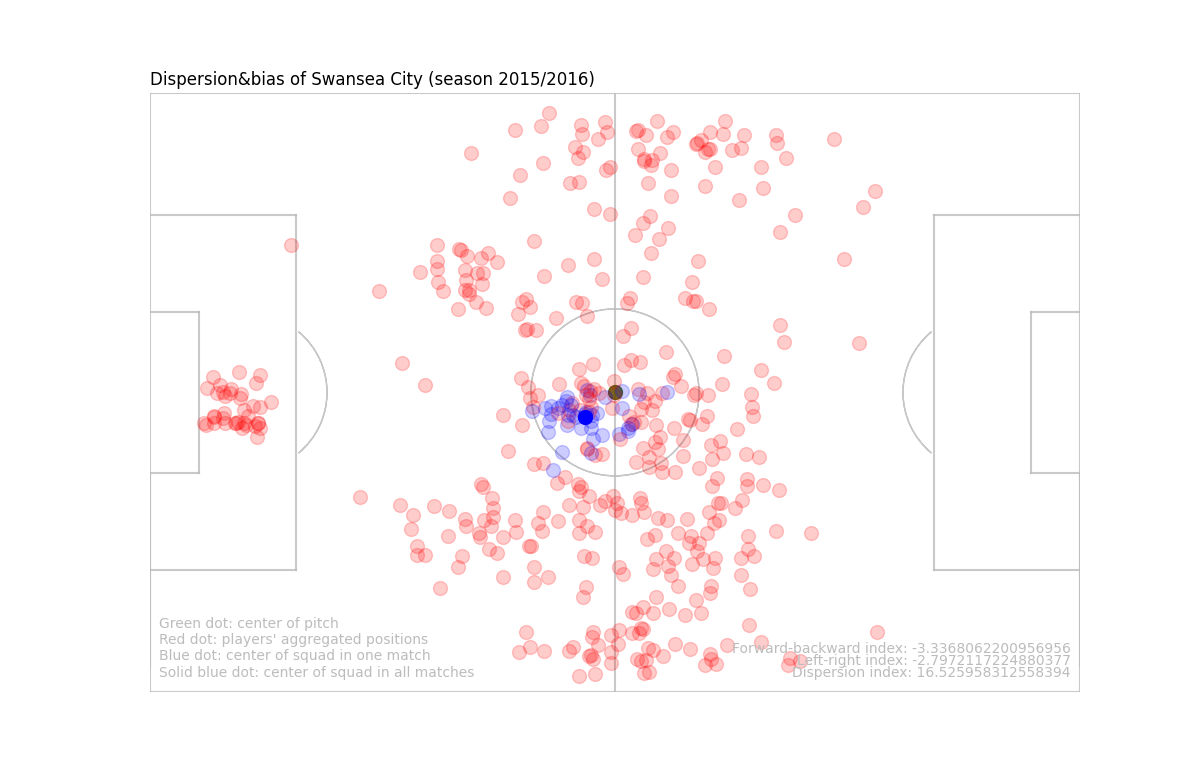 Dispersion&bias of Swansea City (season 2015/2016)
Green dot: center of pitch
Red dot: players' aggregated positions
Blue dot: center of squad in one match
Solid blue dot: center of squad in all matches
Forward-backward index: -3.3368062200956956
Left-right index: -2.7972117224880377
Dispersion index: 16.525958312558394